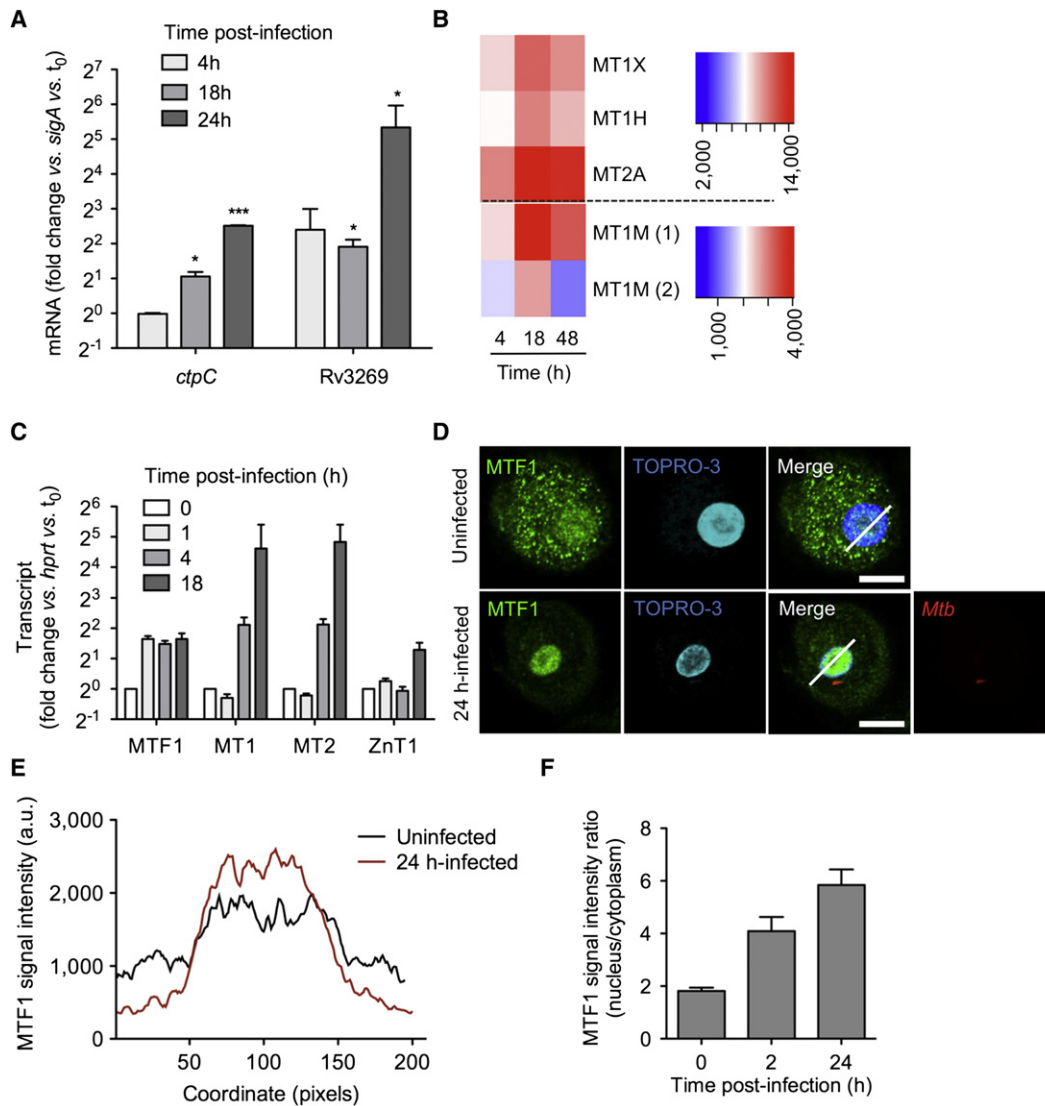 A
Time post-infection
4h
18h
24h
mRNA (fold change vs. sigA vs. t0)
2^7
2^6
2^5
2^4
2^3
2^2
2^1
2^0
2^-1
*
***
*
*
ctpC
Rv3269
B
MT1X
MT1H
MT2A
MT1M (1)
MT1M (2)
4 18 48
Time (h)
2,000
14,000
1,000
4,000
C
Time post-infection (h)
0
1
4
18
Transcript
(fold change vs. hprt vs. t0)
2^6
2^5
2^4
2^3
2^2
2^1
2^0
2^-1
MTF1 MT1 MT2 ZnT1
D
Uninfected
MTF1
TOPRO-3
Merge
24 h-infected
MTF1
TOPRO-3
Merge
Mtb
E
MTF1 signal intensity (a.u.)
3,000
2,000
1,000
0
50 100 150 200
Coordinate (pixels)
Uninfected
24 h-infected
F
MTF1 signal intensity ratio
(nucleus/cytoplasm)
8
6
4
2
0
0 2 24
Time post-infection (h)